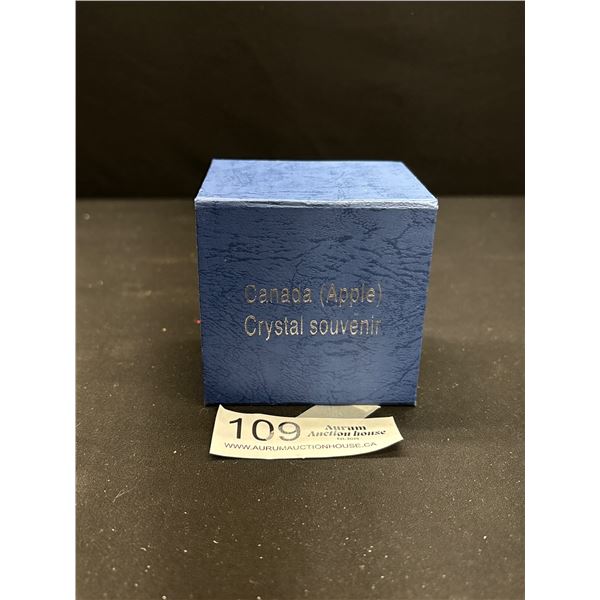 Canada (Apple)
Crystal souvenir
109
Aurum
Auction house
WWW.AURUMAUCTIONHOUSE.CA